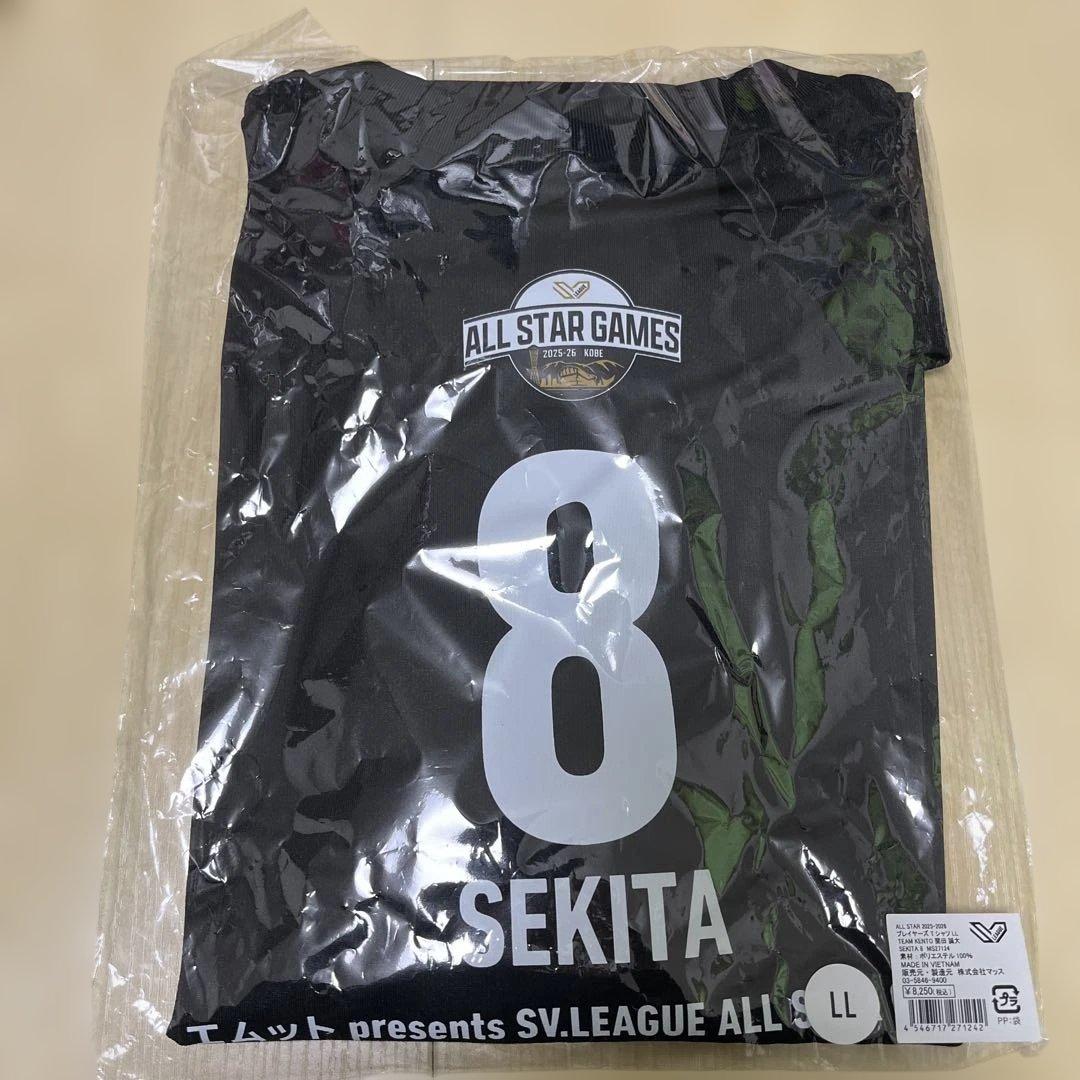 LEAGUE
ALL STAR GAMES
2025-26 KOBE
8
SEKITA
エムット presents SV.LEAGUE ALL S
LL
ALL STAR 2025-2026
プレイヤーズTシャツ LL
TEAM KENTO 関田 誠大
SEKITA 8 MS27124
素材:ポリエステル100%
MADE IN VIETNAM
販売元・製造元 株式会社マッス
03-5846-9400
¥8,250(税込)
4 546717 271242
プラ
PP:袋